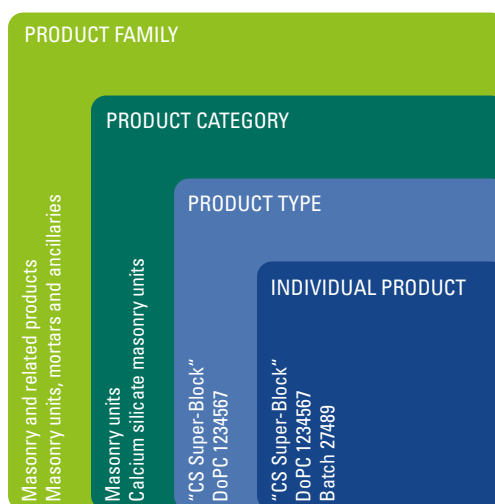 PRODUCT FAMILY
Masonry and related products
Masonry units, mortars and ancillaries
PRODUCT CATEGORY
Masonry units
Calcium silicate masonry units
PRODUCT TYPE
“CS Super-Block“
DoPC 1234567
INDIVIDUAL PRODUCT
“CS Super-Block“
DoPC 1234567
Batch 27489